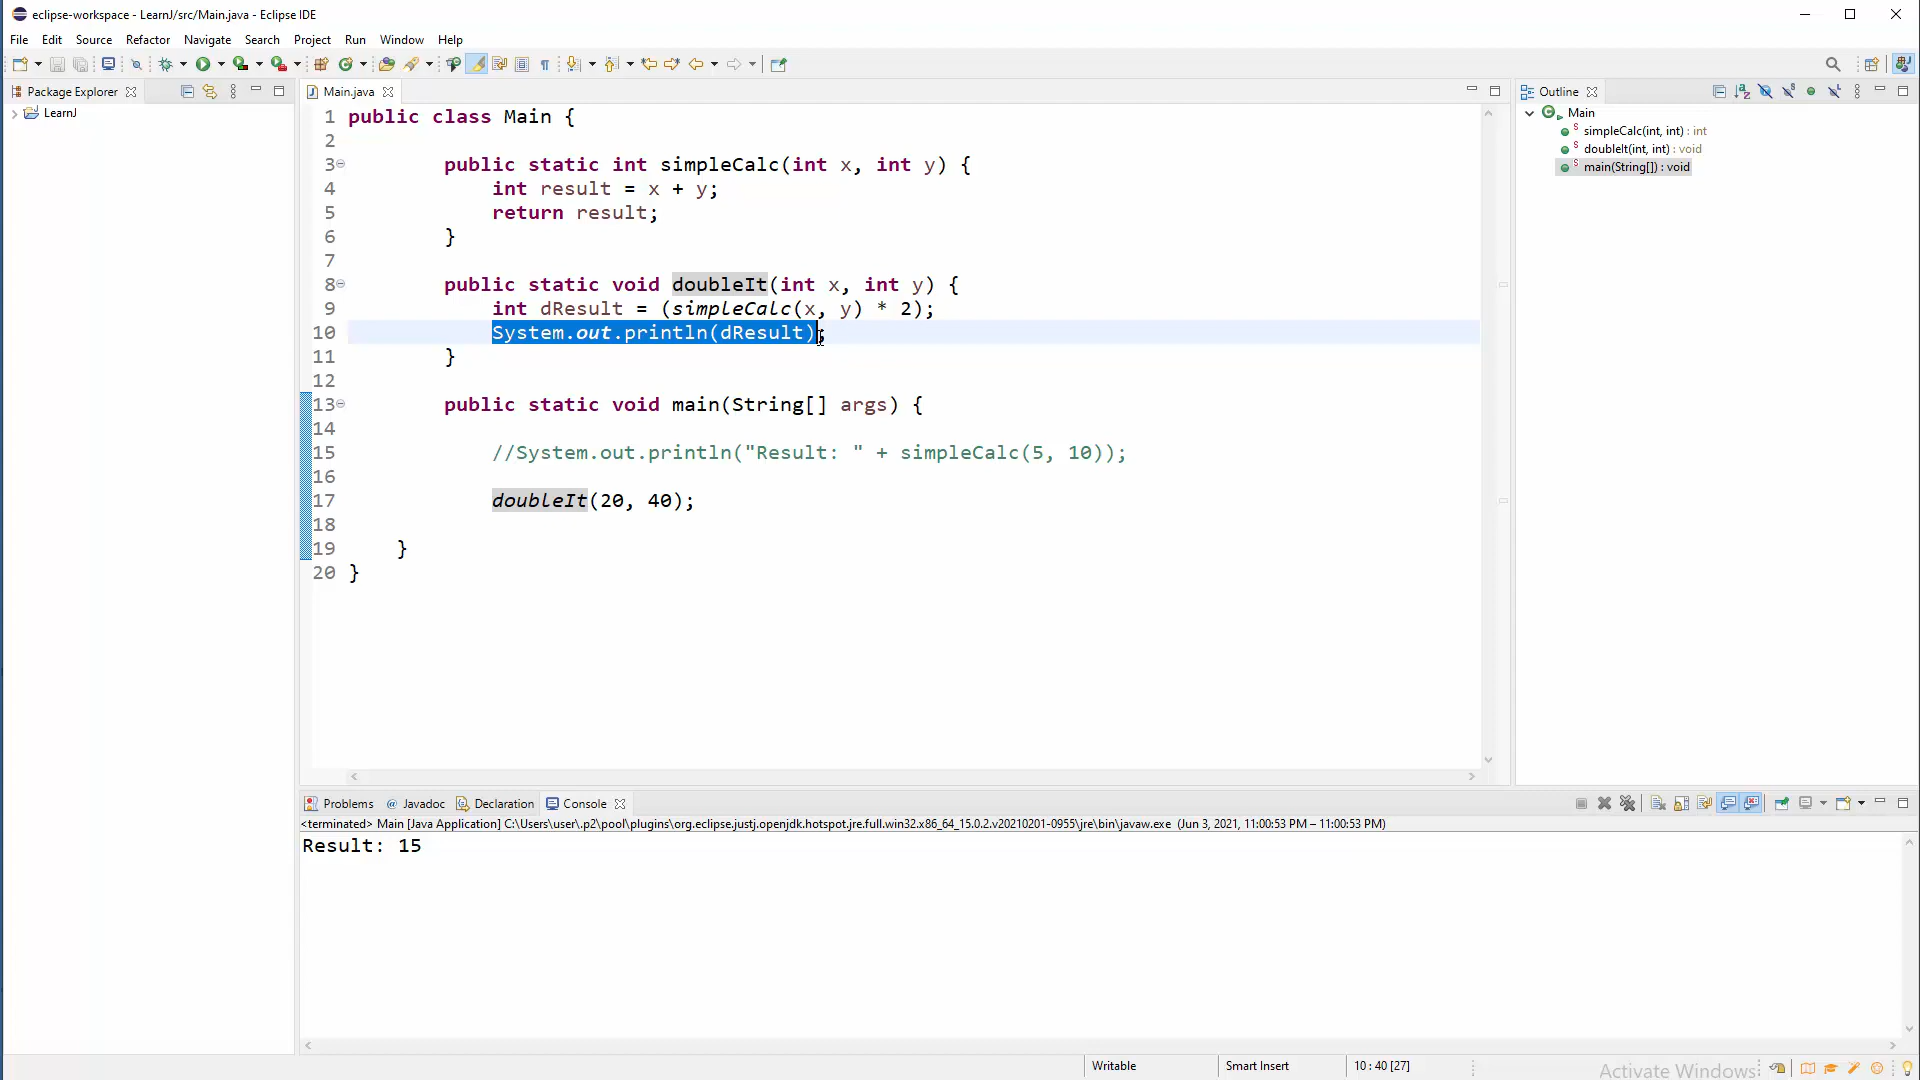 eclipse-workspace - LearnJ/src/Main.java - Eclipse IDE
File Edit Source Refactor Navigate Search Project Run Window Help
Package Explorer
LearnJ
Main.java
1 public class Main {
2
3 public static int simpleCalc(int x, int y) {
4 int result = x + y;
5 return result;
6 }
7
8 public static void doubleIt(int x, int y) {
9 int dResult = (simpleCalc(x, y) * 2);
10 System.out.println(dResult);
11 }
12
13 public static void main(String[] args) {
14
15 //System.out.println("Result: " + simpleCalc(5, 10));
16
17 doubleIt(20, 40);
18
19 }
20 }
Outline
Main
simpleCalc(int, int) : int
doubleIt(int, int) : void
main(String[]) : void
Problems @ Javadoc Declaration Console
<terminated> Main [Java Application] C:\Users\user\.p2\pool\plugins\org.eclipse.justj.openjdk.hotspot.jre.full.win32.x86_64_15.0.2.v20210201-0955\jre\bin\javaw.exe (Jun 3, 2021, 11:00:53 PM – 11:00:53 PM)
Result: 15
Writable Smart Insert 10 : 40 [27]
Activate Windows